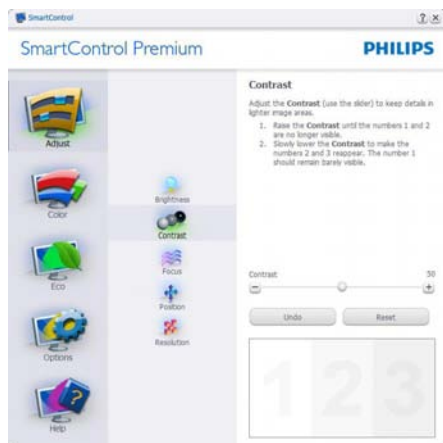 SmartControl
SmartControl Premium
PHILIPS
Adjust
Color
Eco
Options
Help
Brightness
Contrast
Focus
Position
Resolution
Contrast
Adjust the Contrast (use the slider) to keep details in
lighter image areas.
1. Raise the Contrast until the numbers 1 and 2
are no longer visible.
2. Slowly lower the Contrast to make the
numbers 2 and 3 reappear. The number 1
should remain barely visible.
Contrast 50
Undo Reset
1 2 3